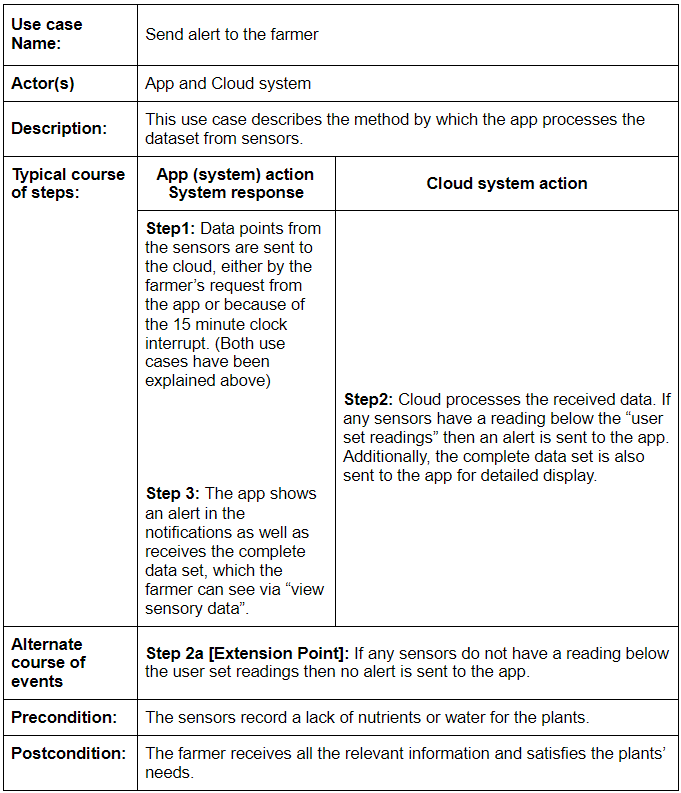 Use case
Name:
Send alert to the farmer
Actor(s)
App and Cloud system
Description:
This use case describes the method by which the app processes the
dataset from sensors.
Typical course
of steps:
App (system) action
System response
Cloud system action
Step1: Data points from
the sensors are sent to
the cloud, either by the
farmer’s request from
the app or because of
the 15 minute clock
interrupt. (Both use
cases have been
explained above)
Step2: Cloud processes the received data. If
any sensors have a reading below the “user
set readings” then an alert is sent to the app.
Additionally, the complete data set is also
sent to the app for detailed display.
Step 3: The app shows
an alert in the
notifications as well as
receives the complete
data set, which the
farmer can see via “view
sensory data”.
Alternate
course of
events
Step 2a [Extension Point]: If any sensors do not have a reading below
the user set readings then no alert is sent to the app.
Precondition:
The sensors record a lack of nutrients or water for the plants.
Postcondition:
The farmer receives all the relevant information and satisfies the plants’
needs.